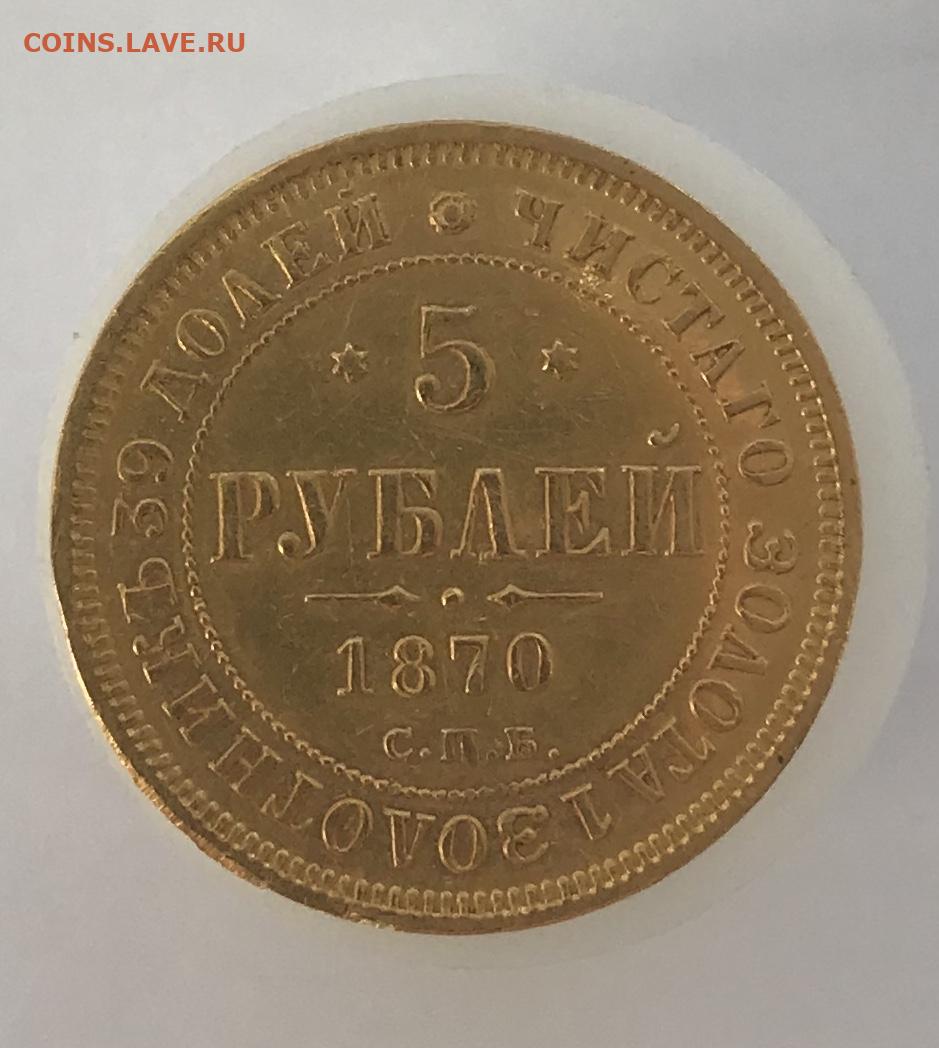 COINS.LAVE.RU
ЧИСТАГО ЗОЛОТА 1 ЗОЛОТНИКЪ 39 ДОЛЕЙ
5
РУБЛЕЙ
1870
С.П.Б.